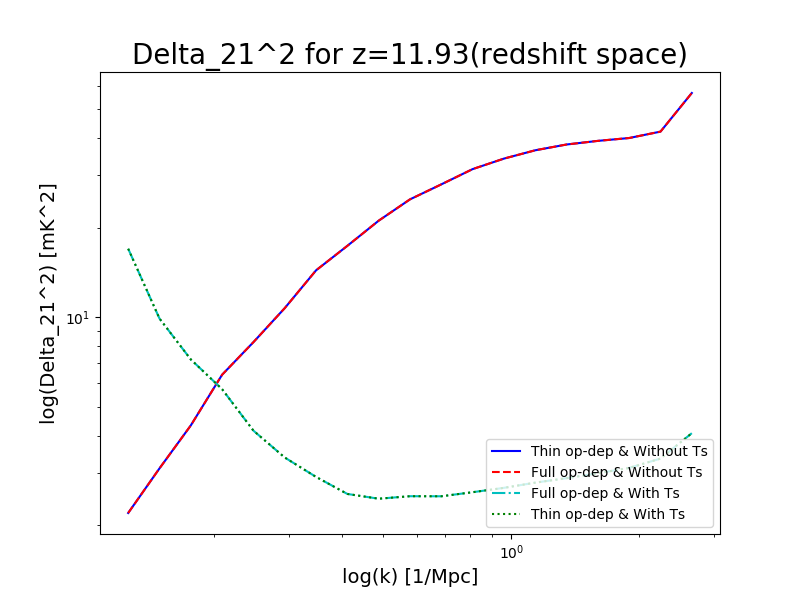 Delta_21^2 for z=11.93(redshift space)
log(Delta_21^2) [mK^2]
10^1
Thin op-dep & Without Ts
Full op-dep & Without Ts
Full op-dep & With Ts
Thin op-dep & With Ts
10^0
log(k) [1/Mpc]